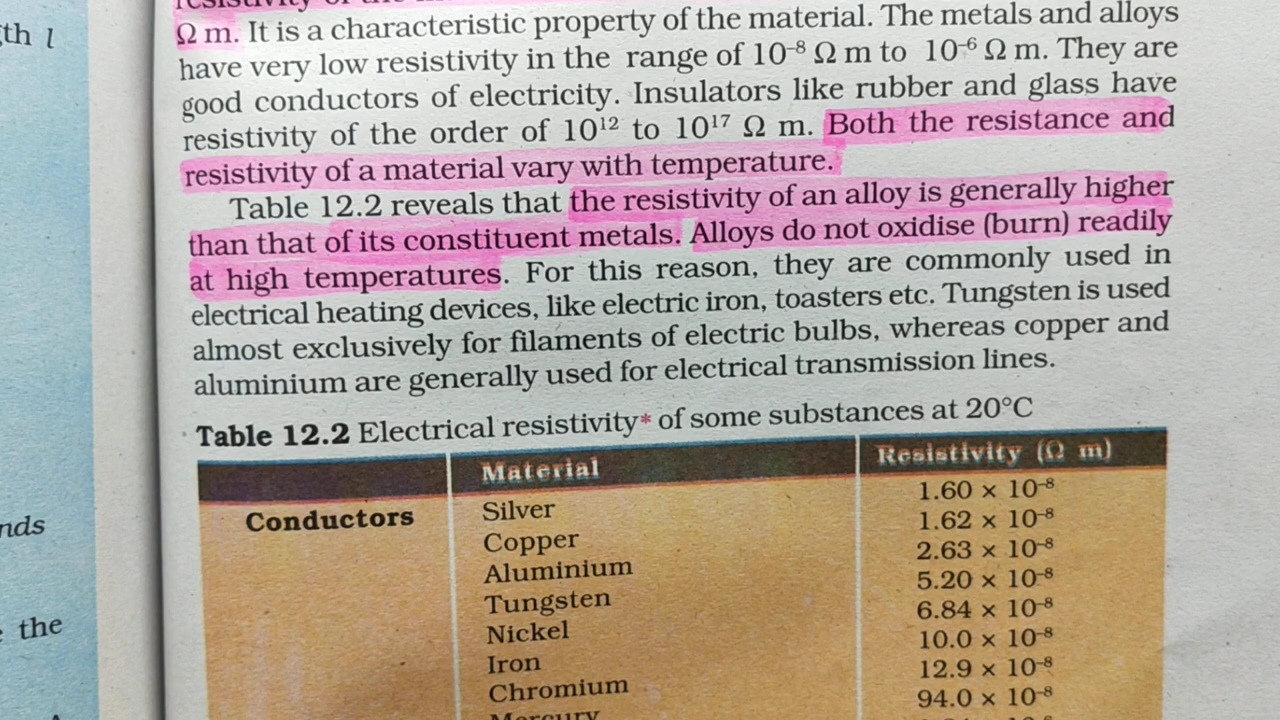 th l
resistivity of the
Ω m. It is a characteristic property of the material. The metals and alloys
have very low resistivity in the range of 10⁻⁸ Ω m to 10⁻⁶ Ω m. They are
good conductors of electricity. Insulators like rubber and glass have
resistivity of the order of 10¹² to 10¹⁷ Ω m. Both the resistance and
resistivity of a material vary with temperature.
Table 12.2 reveals that the resistivity of an alloy is generally higher
than that of its constituent metals. Alloys do not oxidise (burn) readily
at high temperatures. For this reason, they are commonly used in
electrical heating devices, like electric iron, toasters etc. Tungsten is used
almost exclusively for filaments of electric bulbs, whereas copper and
aluminium are generally used for electrical transmission lines.
Table 12.2 Electrical resistivity* of some substances at 20°C
Material Resistivity (Ω m)
Conductors Silver 1.60 × 10⁻⁸
Copper 1.62 × 10⁻⁸
Aluminium 2.63 × 10⁻⁸
Tungsten 5.20 × 10⁻⁸
Nickel 6.84 × 10⁻⁸
Iron 10.0 × 10⁻⁸
Chromium 12.9 × 10⁻⁸
Mercury 94.0 × 10⁻⁸
nds
the